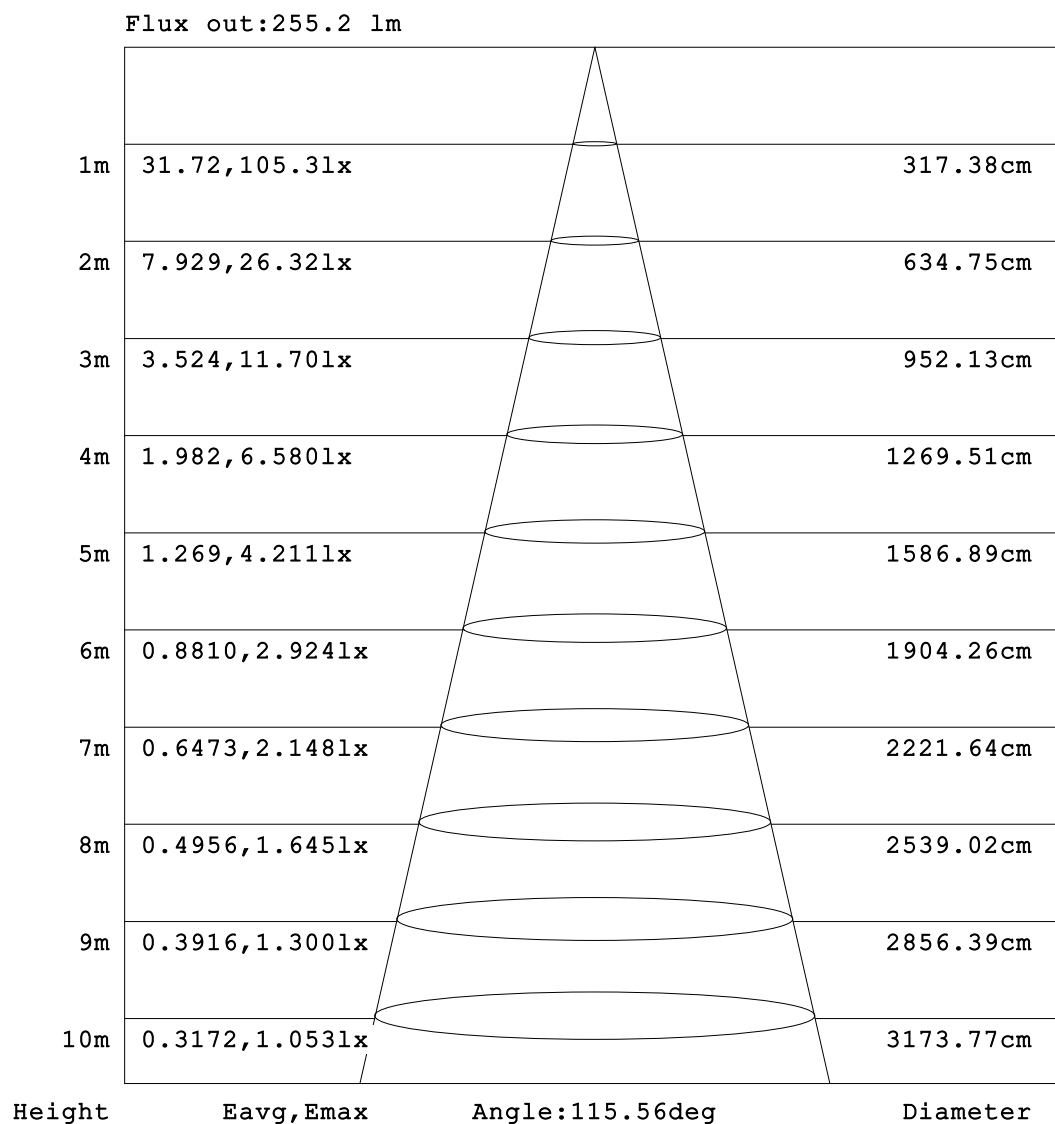 Flux out:255.2 lm
1m 31.72,105.3lx 317.38cm
2m 7.929,26.32lx 634.75cm
3m 3.524,11.70lx 952.13cm
4m 1.982,6.580lx 1269.51cm
5m 1.269,4.211lx 1586.89cm
6m 0.8810,2.924lx 1904.26cm
7m 0.6473,2.148lx 2221.64cm
8m 0.4956,1.645lx 2539.02cm
9m 0.3916,1.300lx 2856.39cm
10m 0.3172,1.053lx 3173.77cm
Height Eavg,Emax Angle:115.56deg Diameter